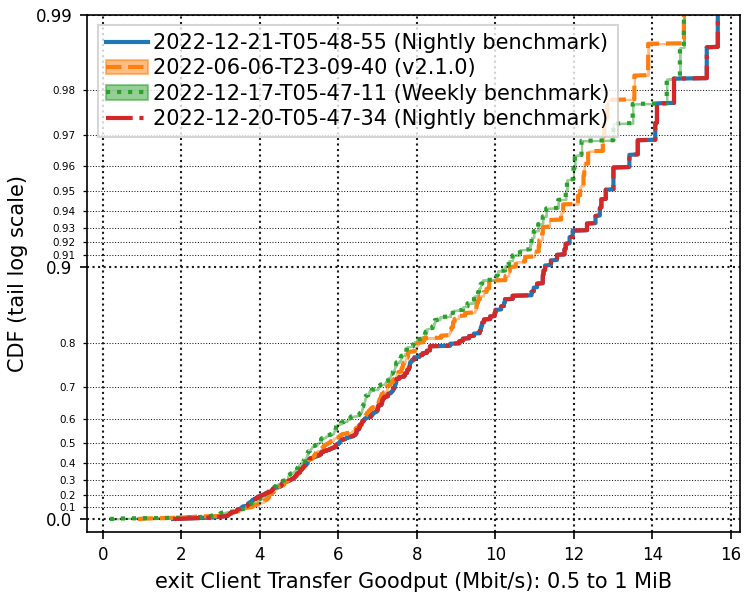 0.99
2022-12-21-T05-48-55 (Nightly benchmark)
2022-06-06-T23-09-40 (v2.1.0)
2022-12-17-T05-47-11 (Weekly benchmark)
2022-12-20-T05-47-34 (Nightly benchmark)
0.98
0.97
0.96
0.95
0.94
0.93
0.92
0.91
0.9
0.8
0.7
0.6
0.5
0.4
0.3
0.2
0.1
0.0
CDF (tail log scale)
0 2 4 6 8 10 12 14 16
exit Client Transfer Goodput (Mbit/s): 0.5 to 1 MiB